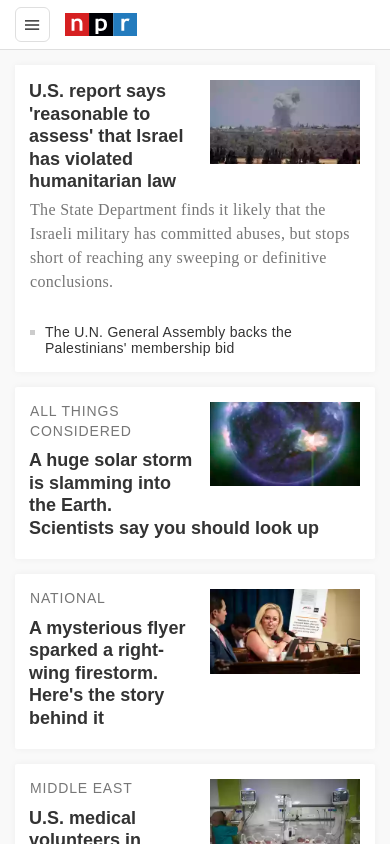 npr
U.S. report says
'reasonable to
assess' that Israel
has violated
humanitarian law
The State Department finds it likely that the
Israeli military has committed abuses, but stops
short of reaching any sweeping or definitive
conclusions.
The U.N. General Assembly backs the
Palestinians' membership bid
ALL THINGS
CONSIDERED
A huge solar storm
is slamming into
the Earth.
Scientists say you should look up
NATIONAL
A mysterious flyer
sparked a right-
wing firestorm.
Here's the story
behind it
MIDDLE EAST
U.S. medical
volunteers in